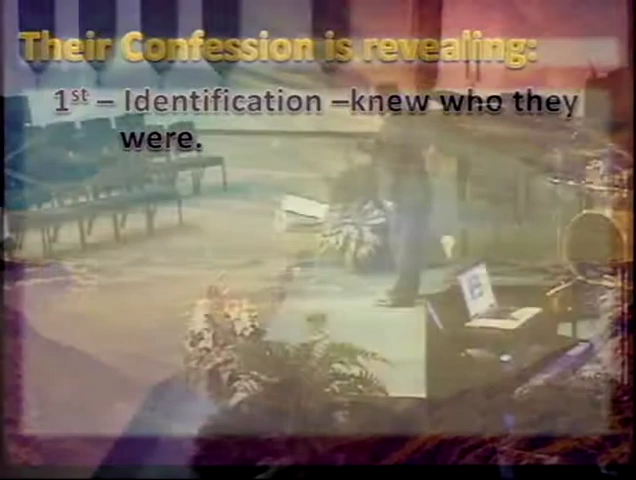 Their Confession is revealing:
1st – Identification –knew who they
were.